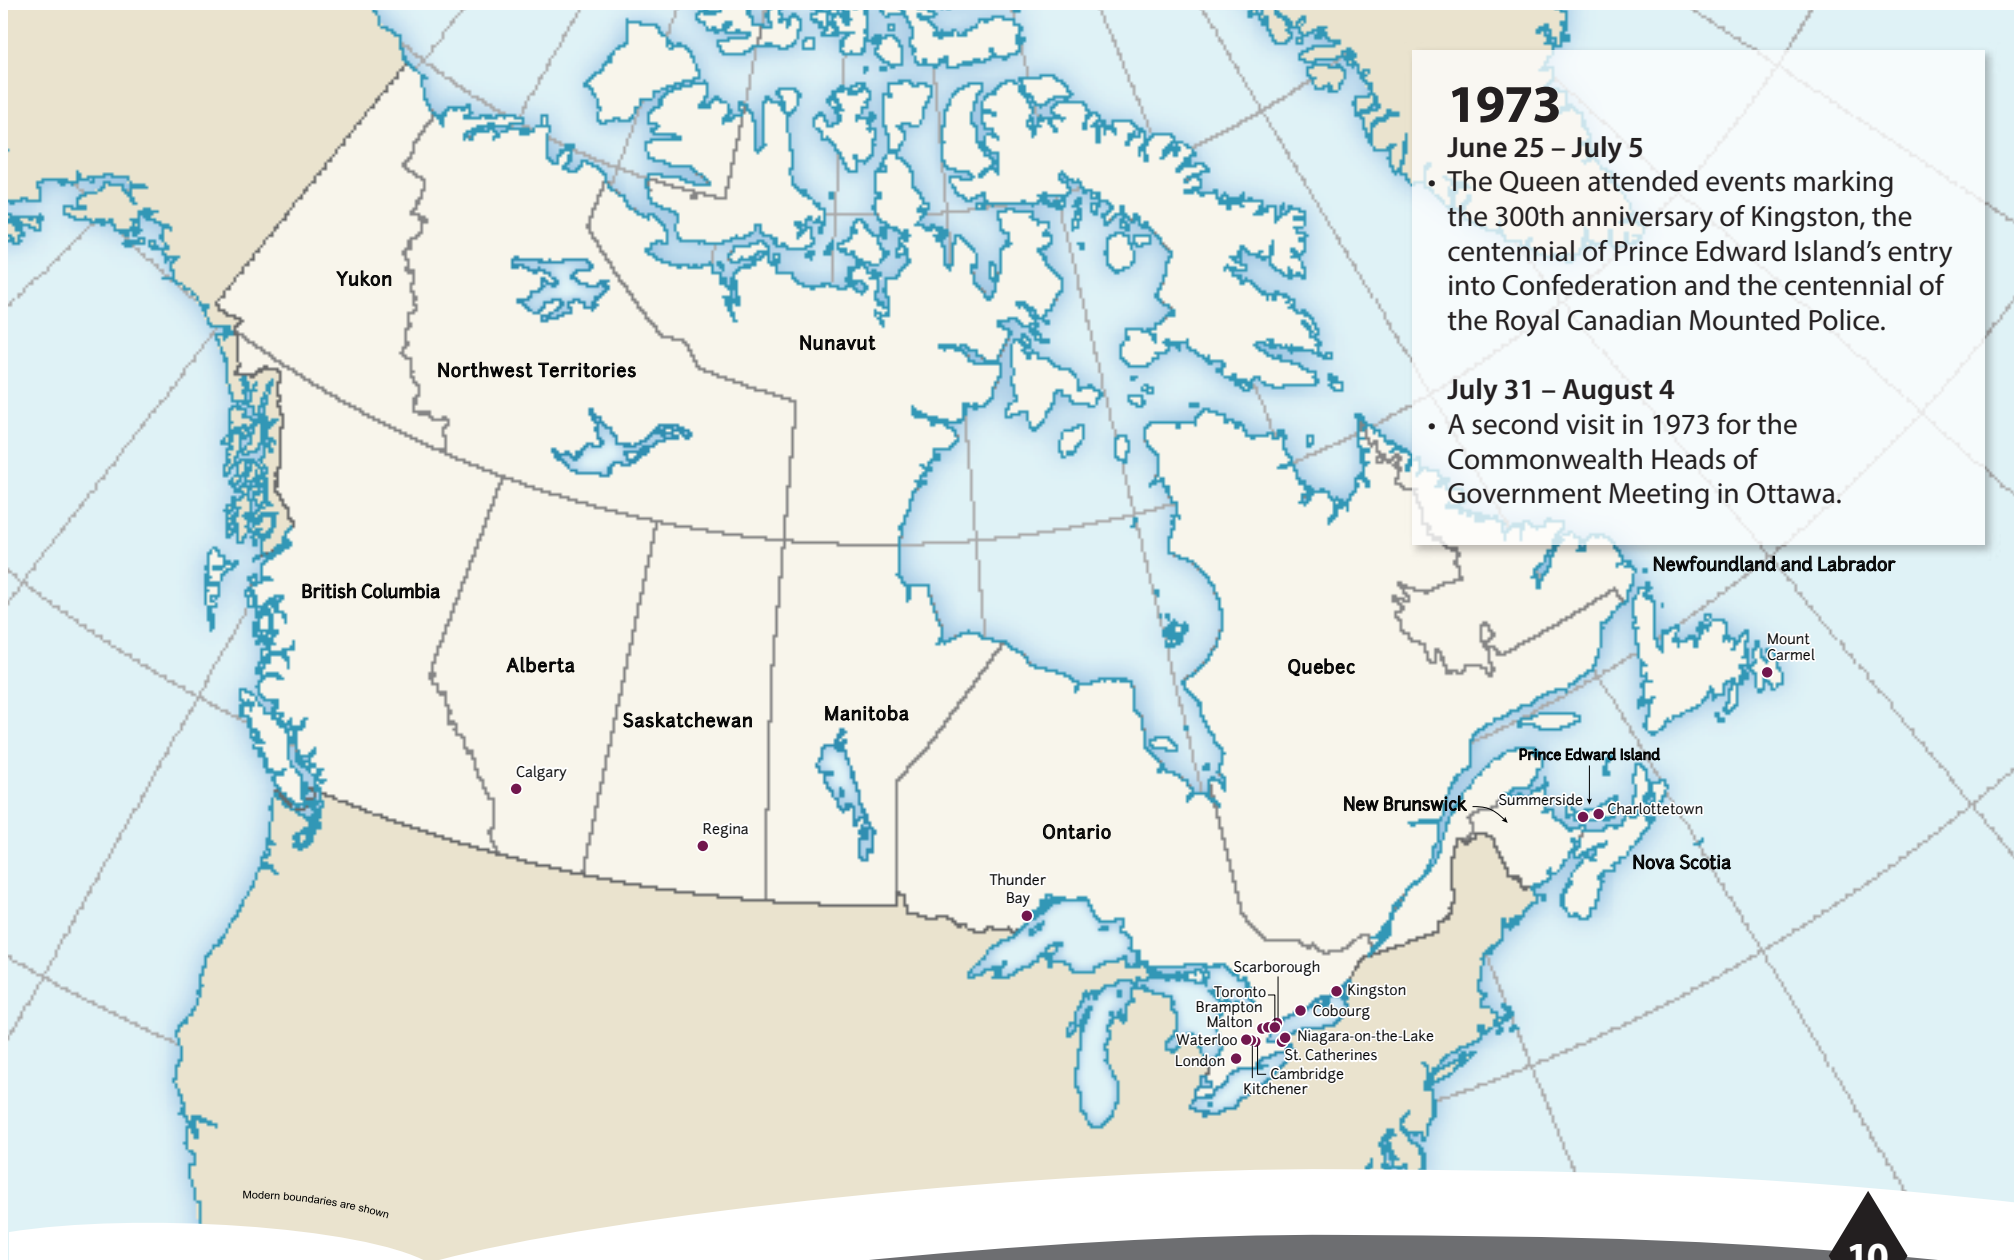 1973
June 25 – July 5
• The Queen attended events marking
the 300th anniversary of Kingston, the
centennial of Prince Edward Island’s entry
into Confederation and the centennial of
the Royal Canadian Mounted Police.
July 31 – August 4
• A second visit in 1973 for the
Commonwealth Heads of
Government Meeting in Ottawa.
Yukon
Northwest Territories
Nunavut
British Columbia
Alberta
Saskatchewan
Manitoba
Ontario
Quebec
Newfoundland and Labrador
Mount
Carmel
Prince Edward Island
New Brunswick
Summerside
Charlottetown
Nova Scotia
Calgary
Regina
Thunder
Bay
Scarborough
Toronto
Kingston
Brampton
Cobourg
Malton
Waterloo
Niagara-on-the-Lake
London
St. Catherines
Cambridge
Kitchener
Modern boundaries are shown
10